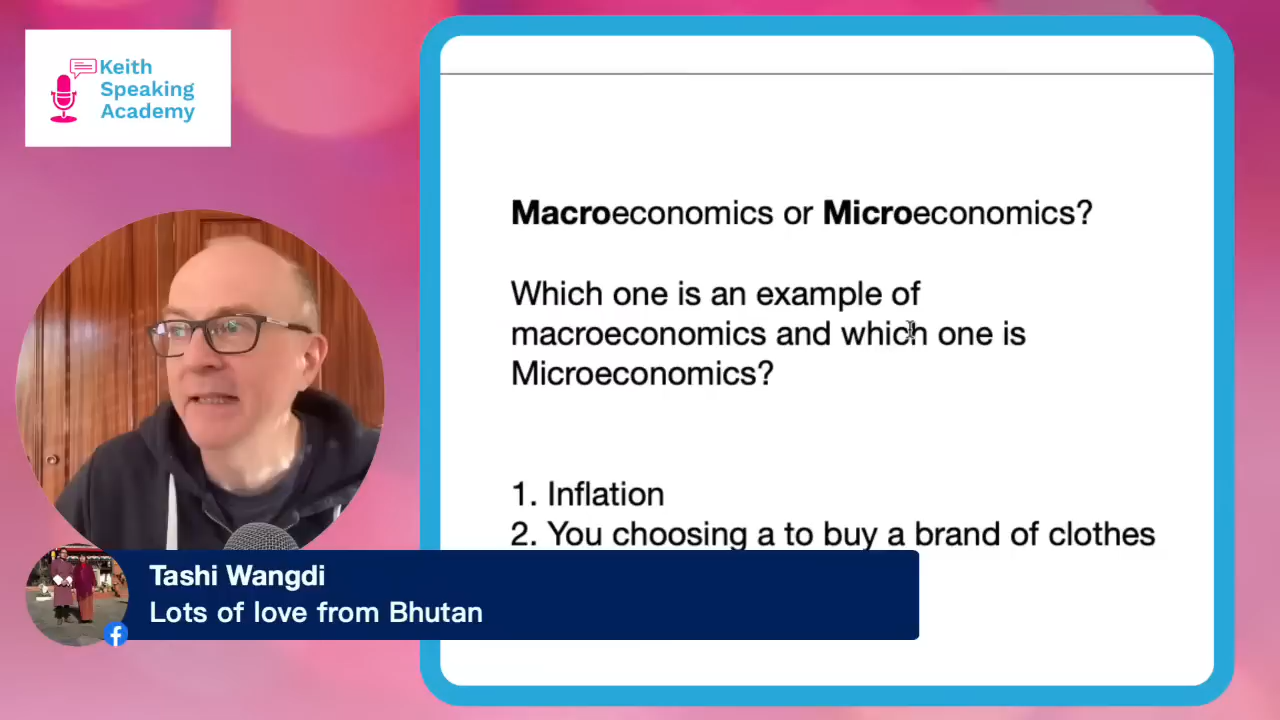 Keith
Speaking
Academy
Macroeconomics or Microeconomics?
Which one is an example of
macroeconomics and which one is
Microeconomics?
1. Inflation
2. You choosing a to buy a brand of clothes
Tashi Wangdi
Lots of love from Bhutan